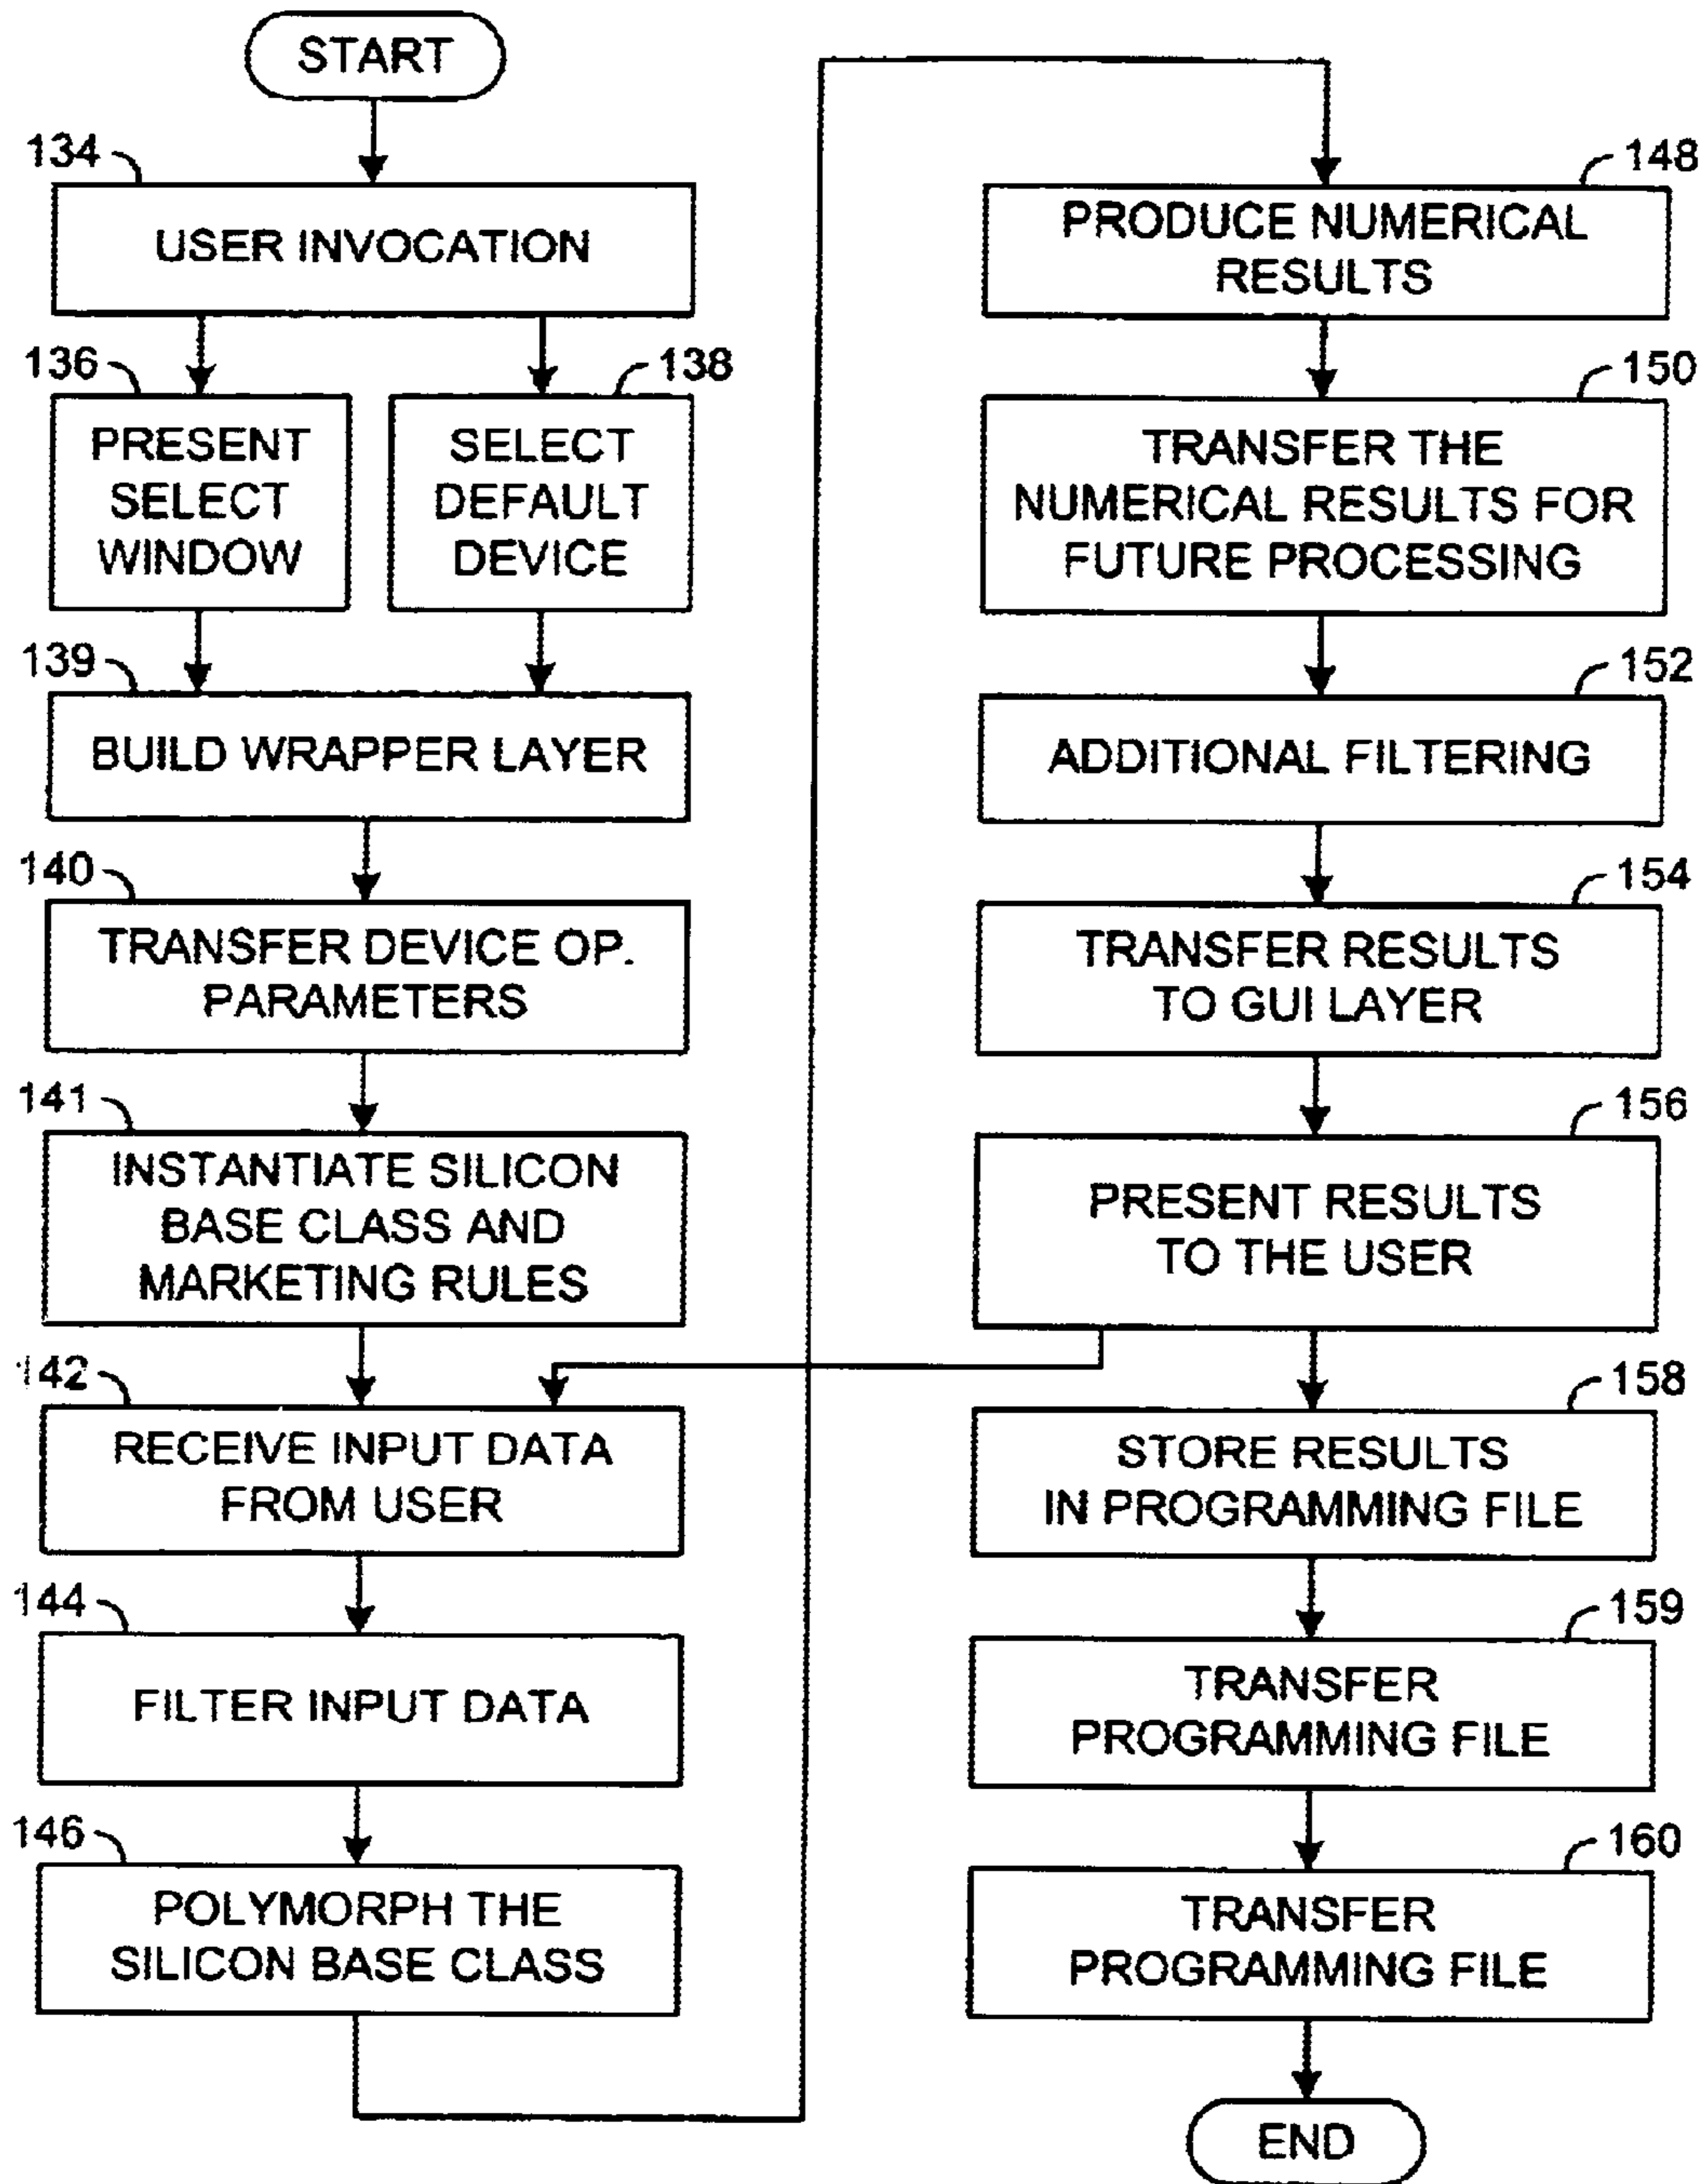 START
134
USER INVOCATION
136
PRESENT
SELECT
WINDOW
138
SELECT
DEFAULT
DEVICE
139
BUILD WRAPPER LAYER
140
TRANSFER DEVICE OP.
PARAMETERS
141
INSTANTIATE SILICON
BASE CLASS AND
MARKETING RULES
142
RECEIVE INPUT DATA
FROM USER
144
FILTER INPUT DATA
146
POLYMORPH THE
SILICON BASE CLASS
148
PRODUCE NUMERICAL
RESULTS
150
TRANSFER THE
NUMERICAL RESULTS FOR
FUTURE PROCESSING
152
ADDITIONAL FILTERING
154
TRANSFER RESULTS
TO GUI LAYER
156
PRESENT RESULTS
TO THE USER
158
STORE RESULTS
IN PROGRAMMING FILE
159
TRANSFER
PROGRAMMING FILE
160
TRANSFER
PROGRAMMING FILE
END